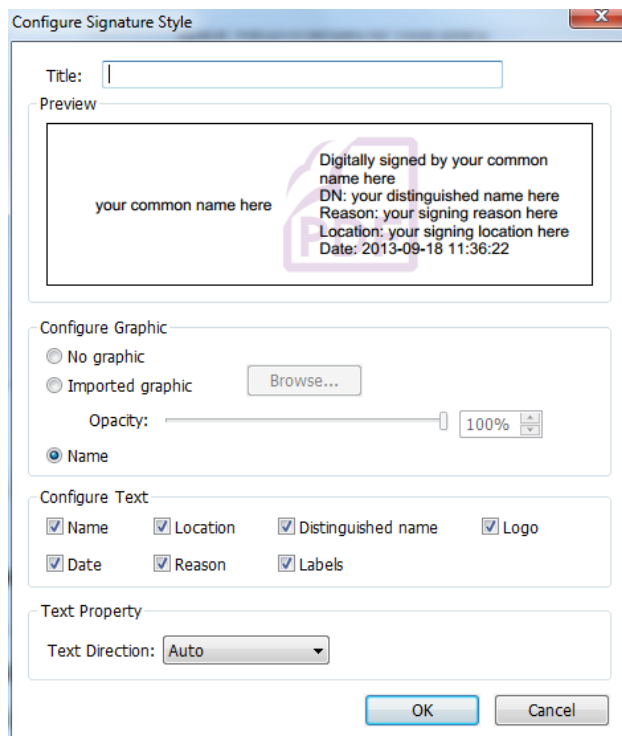 Configure Signature Style
X
Title:
Preview
your common name here
Digitally signed by your common
name here
DN: your distinguished name here
Reason: your signing reason here
Location: your signing location here
Date: 2013-09-18 11:36:22
PDF
Configure Graphic
No graphic
Imported graphic
Browse...
Opacity:
100%
Name
Configure Text
Name Location Distinguished name Logo
Date Reason Labels
Text Property
Text Direction: Auto
OK Cancel